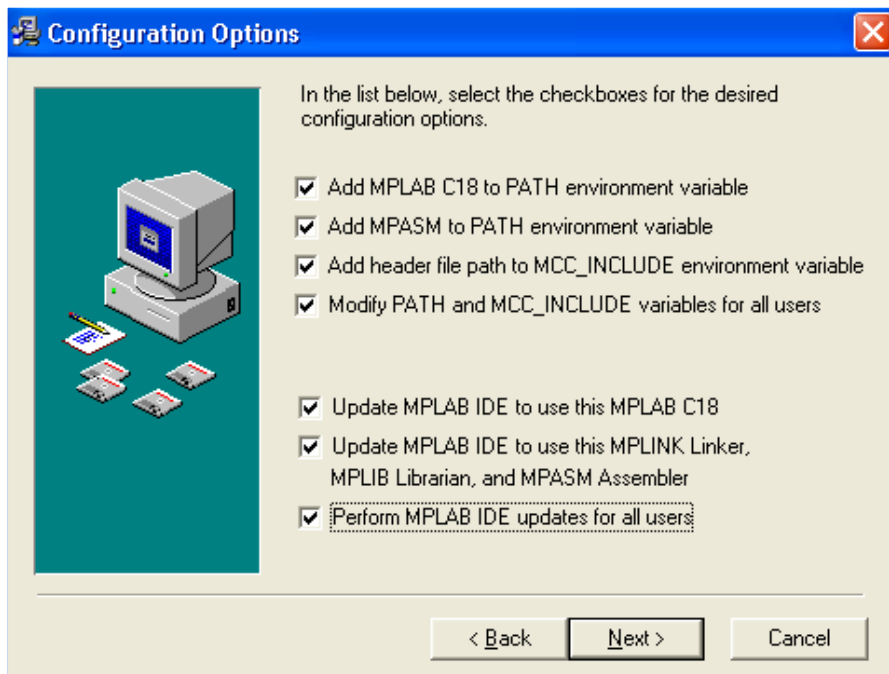 Configuration Options
In the list below, select the checkboxes for the desired
configuration options.
Add MPLAB C18 to PATH environment variable
Add MPASM to PATH environment variable
Add header file path to MCC_INCLUDE environment variable
Modify PATH and MCC_INCLUDE variables for all users
Update MPLAB IDE to use this MPLAB C18
Update MPLAB IDE to use this MPLINK Linker,
MPLIB Librarian, and MPASM Assembler
Perform MPLAB IDE updates for all users
< Back Next > Cancel